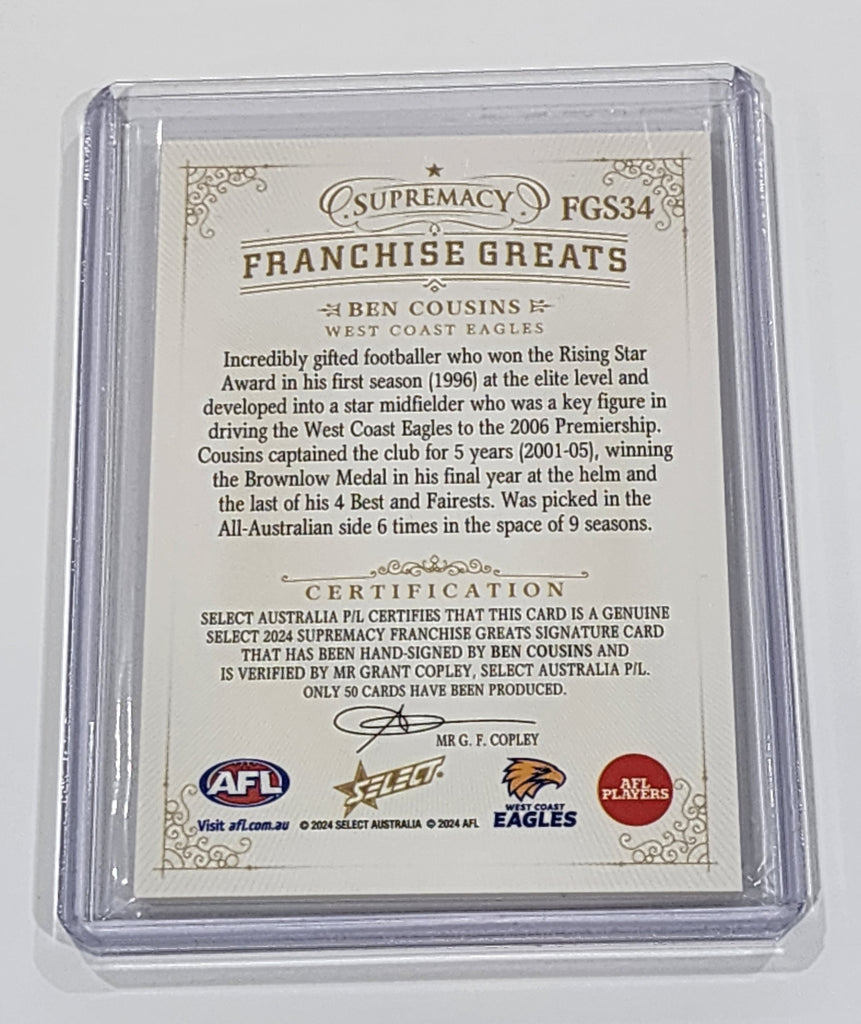 SUPREMACY FGS34
FRANCHISE GREATS
BEN COUSINS
WEST COAST EAGLES
Incredibly gifted footballer who won the Rising Star
Award in his first season (1996) at the elite level and
developed into a star midfielder who was a key figure in
driving the West Coast Eagles to the 2006 Premiership.
Cousins captained the club for 5 years (2001-05), winning
the Brownlow Medal in his final year at the helm and
the last of his 4 Best and Fairests. Was picked in the
All-Australian side 6 times in the space of 9 seasons.
CERTIFICATION
SELECT AUSTRALIA P/L CERTIFIES THAT THIS CARD IS A GENUINE
SELECT 2024 SUPREMACY FRANCHISE GREATS SIGNATURE CARD
THAT HAS BEEN HAND-SIGNED BY BEN COUSINS AND
IS VERIFIED BY MR GRANT COPLEY, SELECT AUSTRALIA P/L.
ONLY 50 CARDS HAVE BEEN PRODUCED.
MR G. F. COPLEY
AFL
Visit afl.com.au
SELECT
© 2024 SELECT AUSTRALIA © 2024 AFL
WEST COAST
EAGLES
AFL
PLAYERS